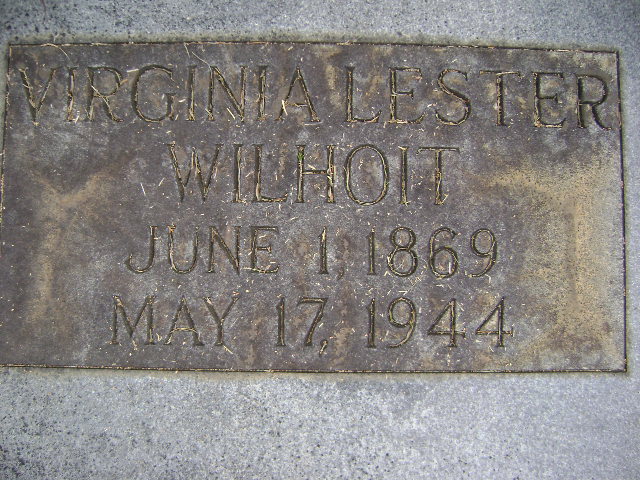 VIRGINIA LESTER
WILHOIT
JUNE 1, 1869
MAY 17, 1944